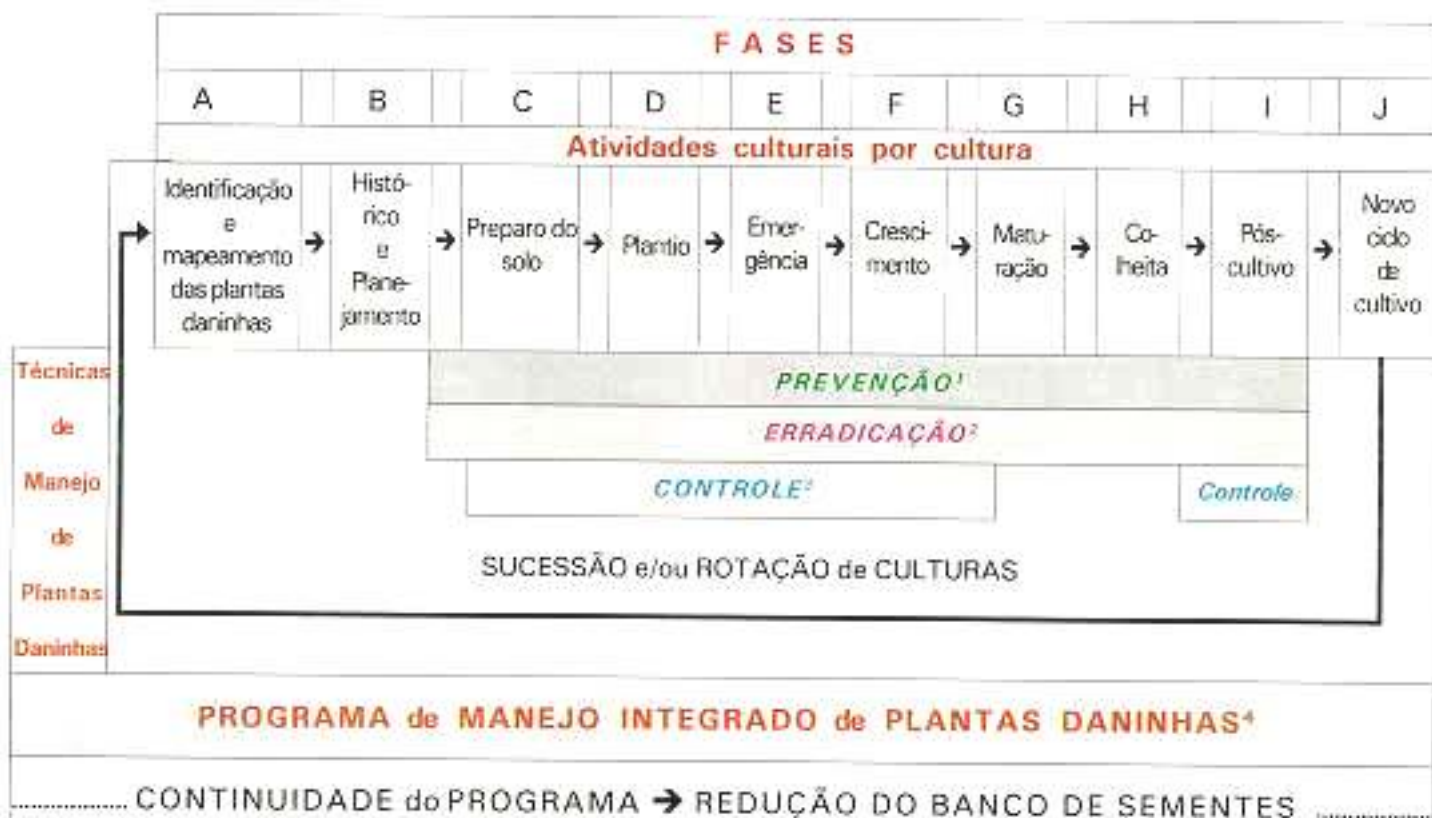 FASES
A B C D E F G H I J
Atividades culturais por cultura
Identificação
e
mapeamento
das plantas
daninhas
→
Histó-
rico
e
Plane-
jamento
→
Preparo do
solo
→
Plantio
→
Emer-
gência
→
Cresci-
mento
→
Matu-
ração
→
Co-
lheita
→
Pós-
cultivo
→
Novo
ciclo
de
cultivo
Técnicas
de
Manejo
de
Plantas
Daninhas
PREVENÇÃO¹
ERRADICAÇÃO²
CONTROLE³ Controle
SUCESSÃO e/ou ROTAÇÃO de CULTURAS
PROGRAMA de MANEJO INTEGRADO de PLANTAS DANINHAS⁴
................ CONTINUIDADE do PROGRAMA → REDUÇÃO DO BANCO DE SEMENTES ................